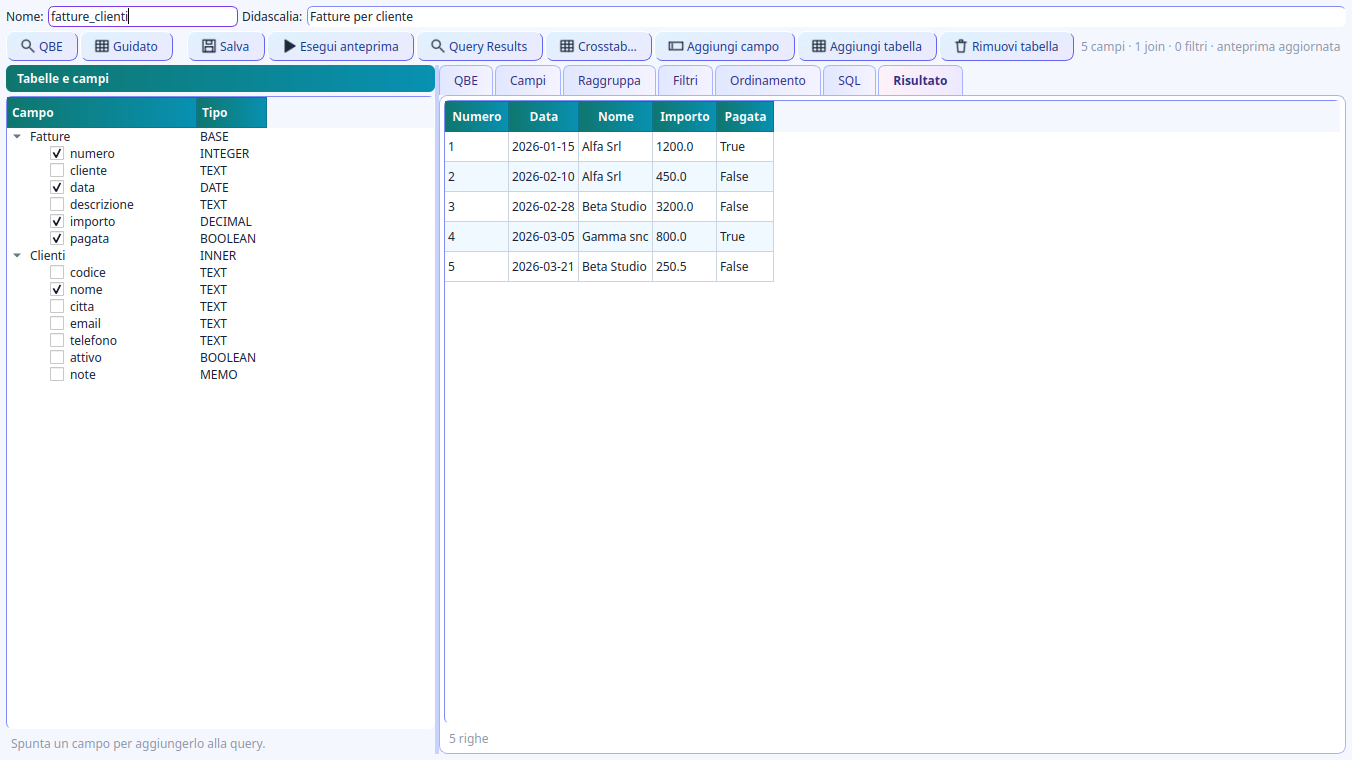 Nome: fatture_clienti Didascalia: Fatture per cliente
QBE Guidato Salva Esegui anteprima Query Results Crosstab... Aggiungi campo Aggiungi tabella Rimuovi tabella 5 campi · 1 join · 0 filtri · anteprima aggiornata
Tabelle e campi
Campo Tipo
Fatture BASE
numero INTEGER
cliente TEXT
data DATE
descrizione TEXT
importo DECIMAL
pagata BOOLEAN
Clienti INNER
codice TEXT
nome TEXT
citta TEXT
email TEXT
telefono TEXT
attivo BOOLEAN
note MEMO
Spunta un campo per aggiungerlo alla query.
QBE Campi Raggruppa Filtri Ordinamento SQL Risultato
Numero Data Nome Importo Pagata
1 2026-01-15 Alfa Srl 1200.0 True
2 2026-02-10 Alfa Srl 450.0 False
3 2026-02-28 Beta Studio 3200.0 False
4 2026-03-05 Gamma snc 800.0 True
5 2026-03-21 Beta Studio 250.5 False
5 righe